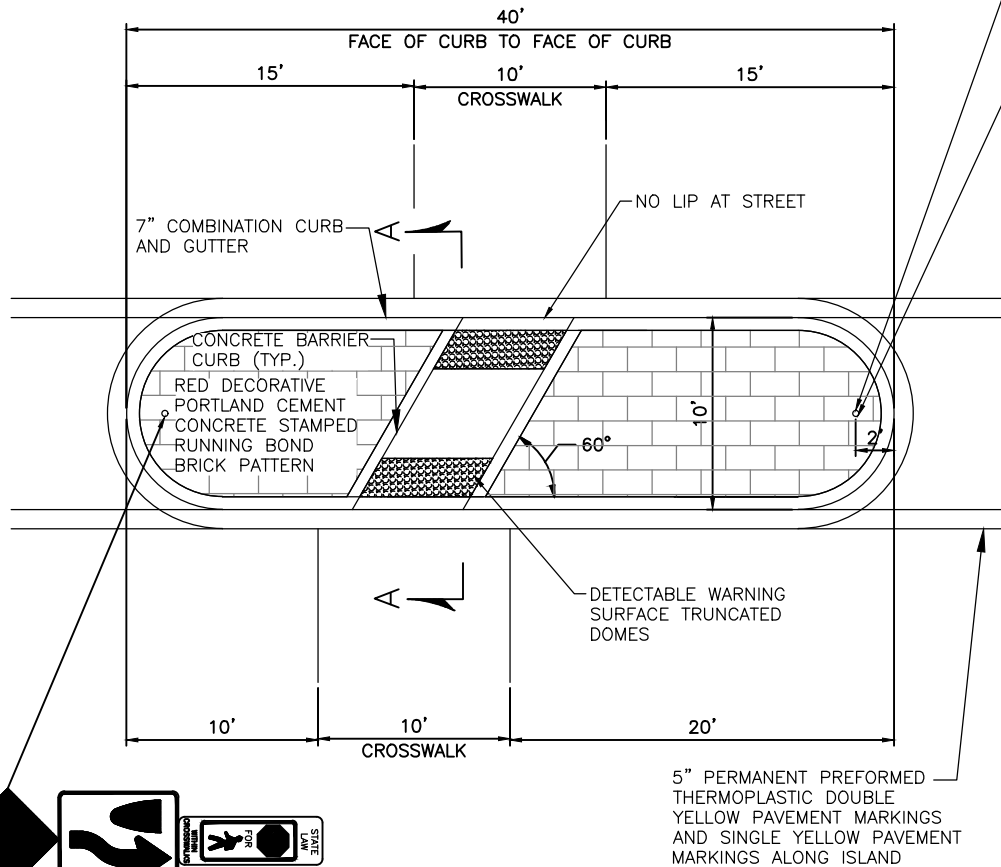 40'
FACE OF CURB TO FACE OF CURB
15'
10'
15'
CROSSWALK
NO LIP AT STREET
7" COMBINATION CURB
AND GUTTER
A
CONCRETE BARRIER
CURB (TYP.)
RED DECORATIVE
PORTLAND CEMENT
CONCRETE STAMPED
RUNNING BOND
BRICK PATTERN
60°
10'
2'
A
DETECTABLE WARNING
SURFACE TRUNCATED
DOMES
10'
10'
20'
CROSSWALK
5" PERMANENT PREFORMED
THERMOPLASTIC DOUBLE
YELLOW PAVEMENT MARKINGS
AND SINGLE YELLOW PAVEMENT
MARKINGS ALONG ISLAND
STATE
LAW
FOR
WITHIN
CROSSWALKS